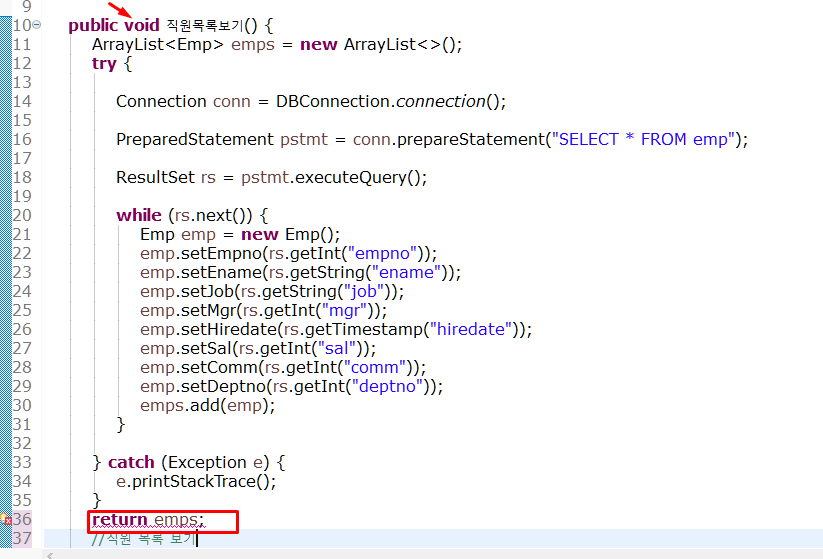 9
10 public void 직원목록보기() {
11 ArrayList<Emp> emps = new ArrayList<>();
12 try {
13
14 Connection conn = DBConnection.connection();
15
16 PreparedStatement pstmt = conn.prepareStatement("SELECT * FROM emp");
17
18 ResultSet rs = pstmt.executeQuery();
19
20 while (rs.next()) {
21 Emp emp = new Emp();
22 emp.setEmpno(rs.getInt("empno"));
23 emp.setEname(rs.getString("ename"));
24 emp.setJob(rs.getString("job"));
25 emp.setMgr(rs.getInt("mgr"));
26 emp.setHiredate(rs.getTimestamp("hiredate"));
27 emp.setSal(rs.getInt("sal"));
28 emp.setComm(rs.getInt("comm"));
29 emp.setDeptno(rs.getInt("deptno"));
30 emps.add(emp);
31 }
32
33 } catch (Exception e) {
34 e.printStackTrace();
35 }
36 return emps;
37 //직원 목록 보기